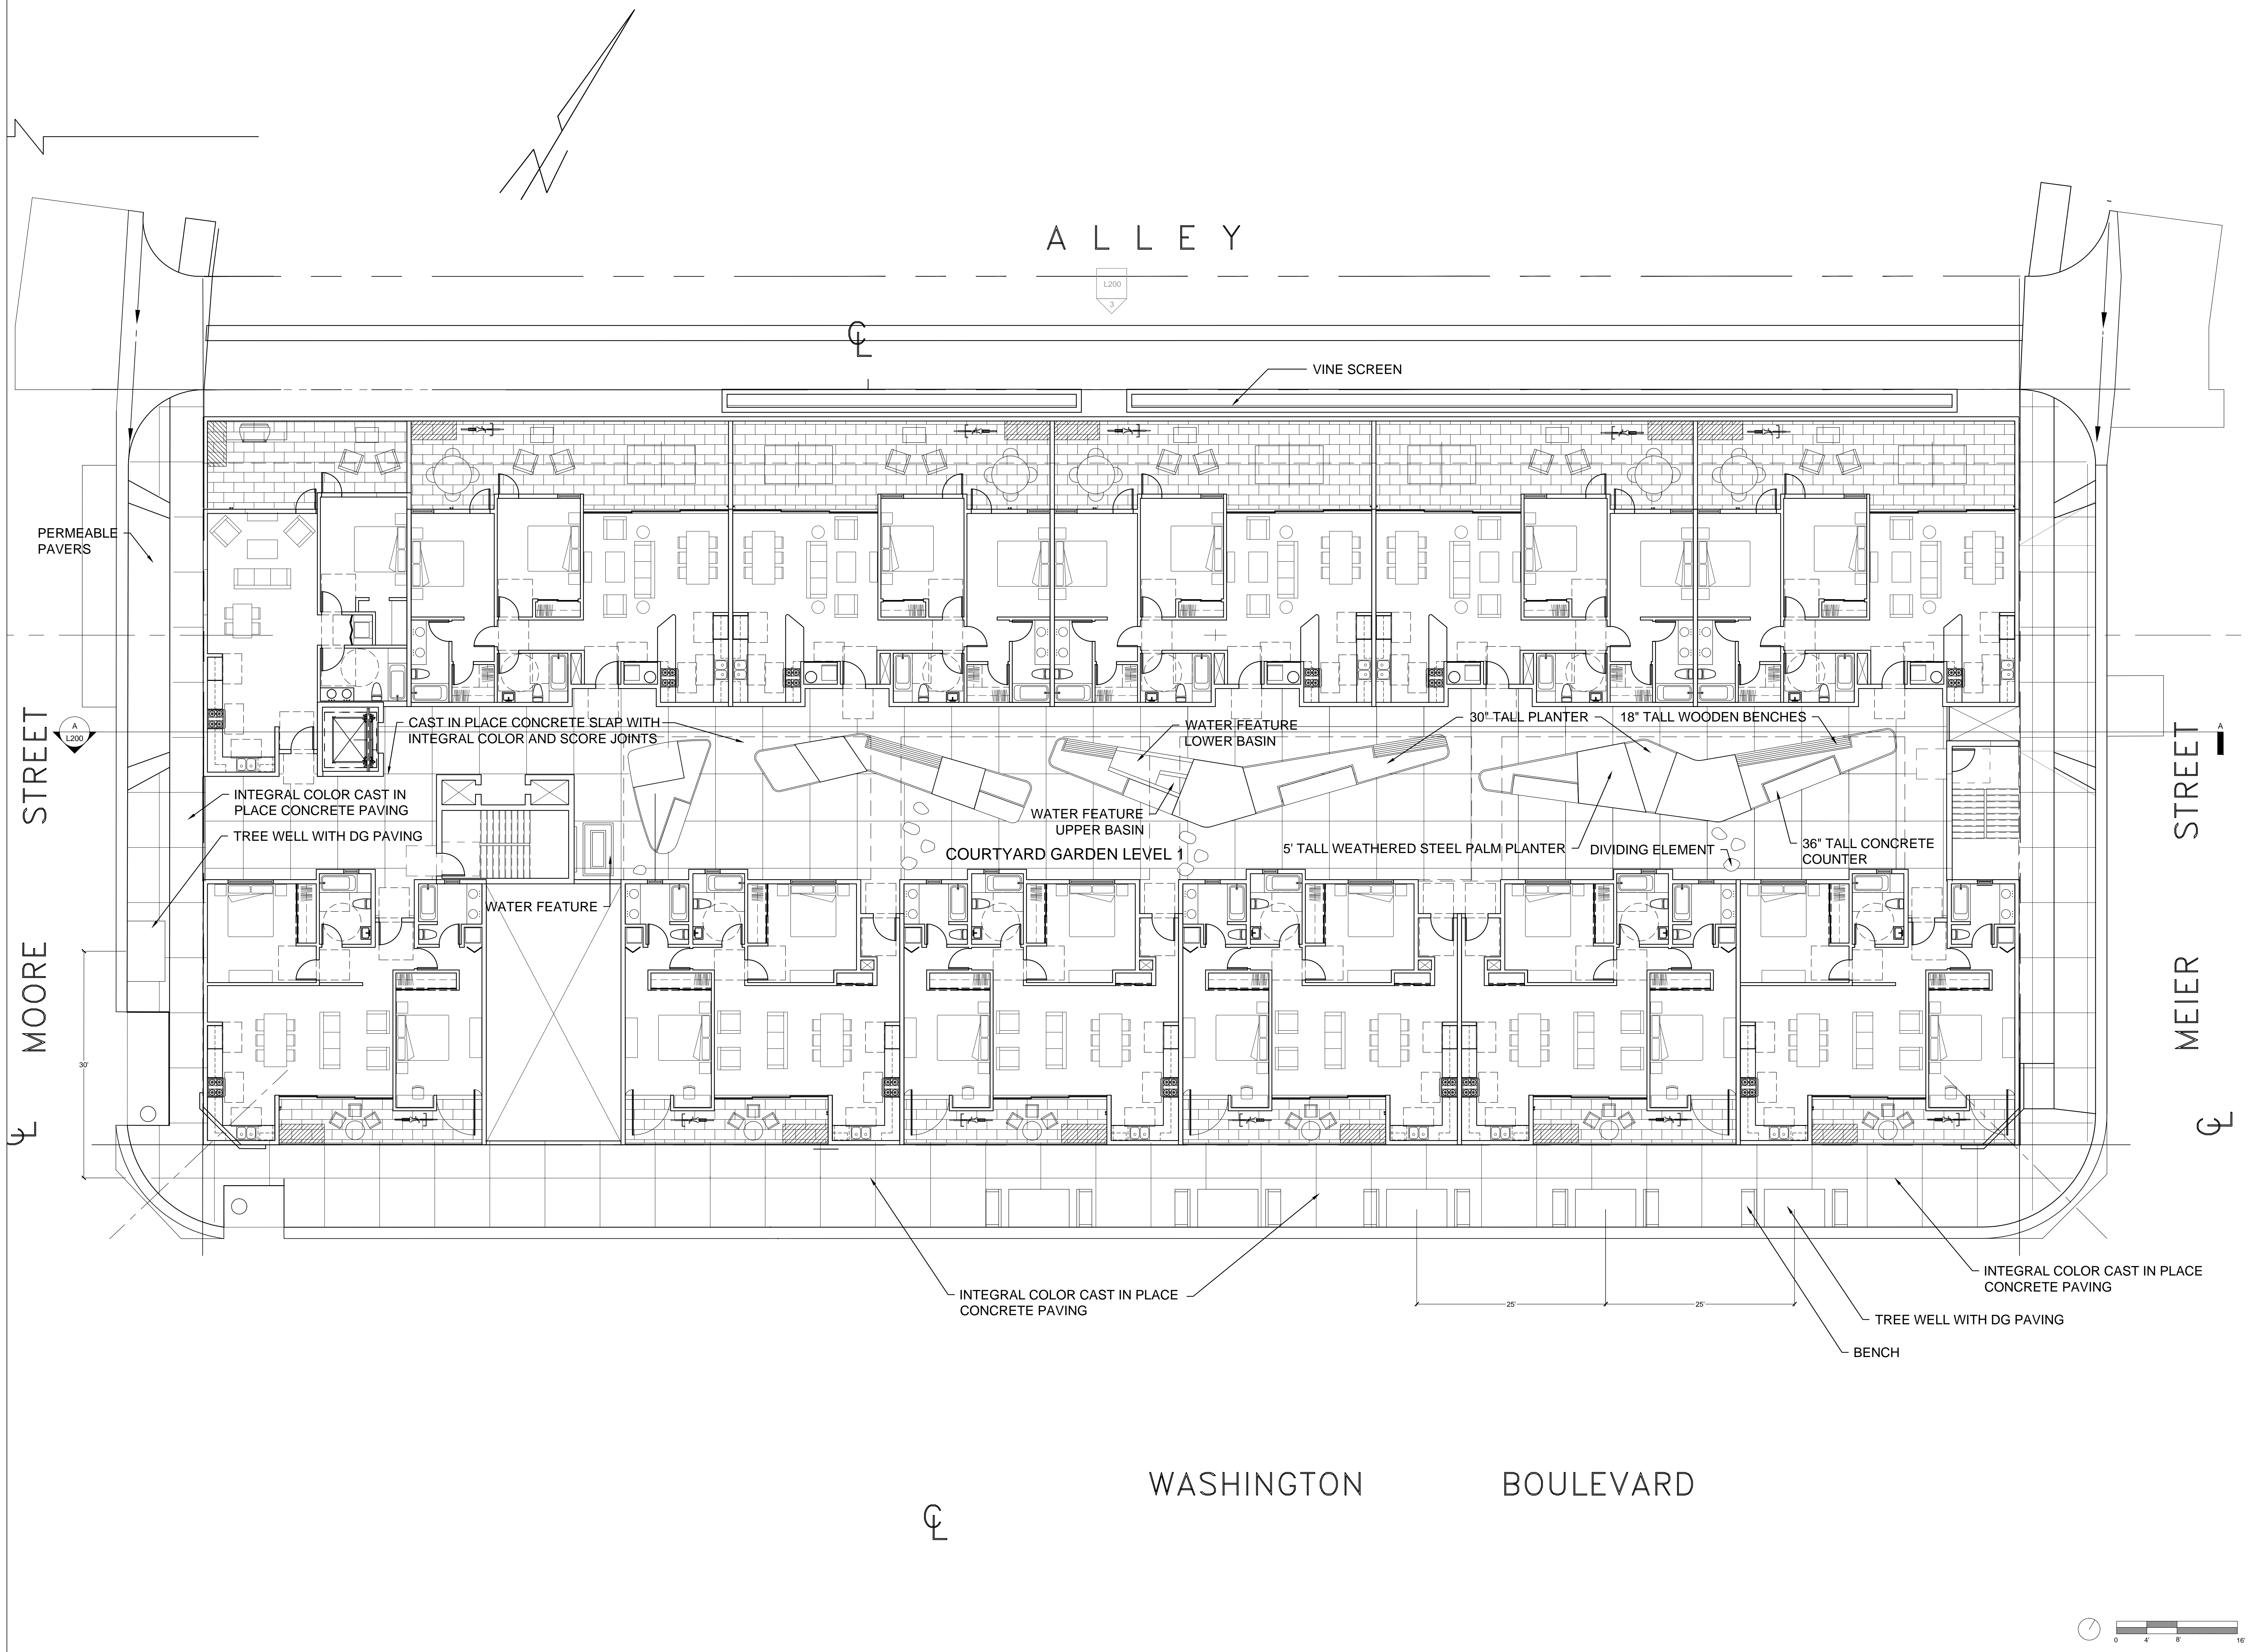 ALLEY
L200
3
CL
VINE SCREEN
PERMEABLE
PAVERS
CAST IN PLACE CONCRETE SLAP WITH
INTEGRAL COLOR AND SCORE JOINTS
WATER FEATURE
LOWER BASIN
30" TALL PLANTER
18" TALL WOODEN BENCHES
A
L200
A
MOORE STREET
MEIER STREET
INTEGRAL COLOR CAST IN
PLACE CONCRETE PAVING
TREE WELL WITH DG PAVING
WATER FEATURE
UPPER BASIN
COURTYARD GARDEN LEVEL 1
5' TALL WEATHERED STEEL PALM PLANTER
DIVIDING ELEMENT
36" TALL CONCRETE
COUNTER
WATER FEATURE
30'
CL
CL
INTEGRAL COLOR CAST IN PLACE
CONCRETE PAVING
25'
25'
INTEGRAL COLOR CAST IN PLACE
CONCRETE PAVING
TREE WELL WITH DG PAVING
BENCH
WASHINGTON BOULEVARD
CL
0 4' 8' 16'